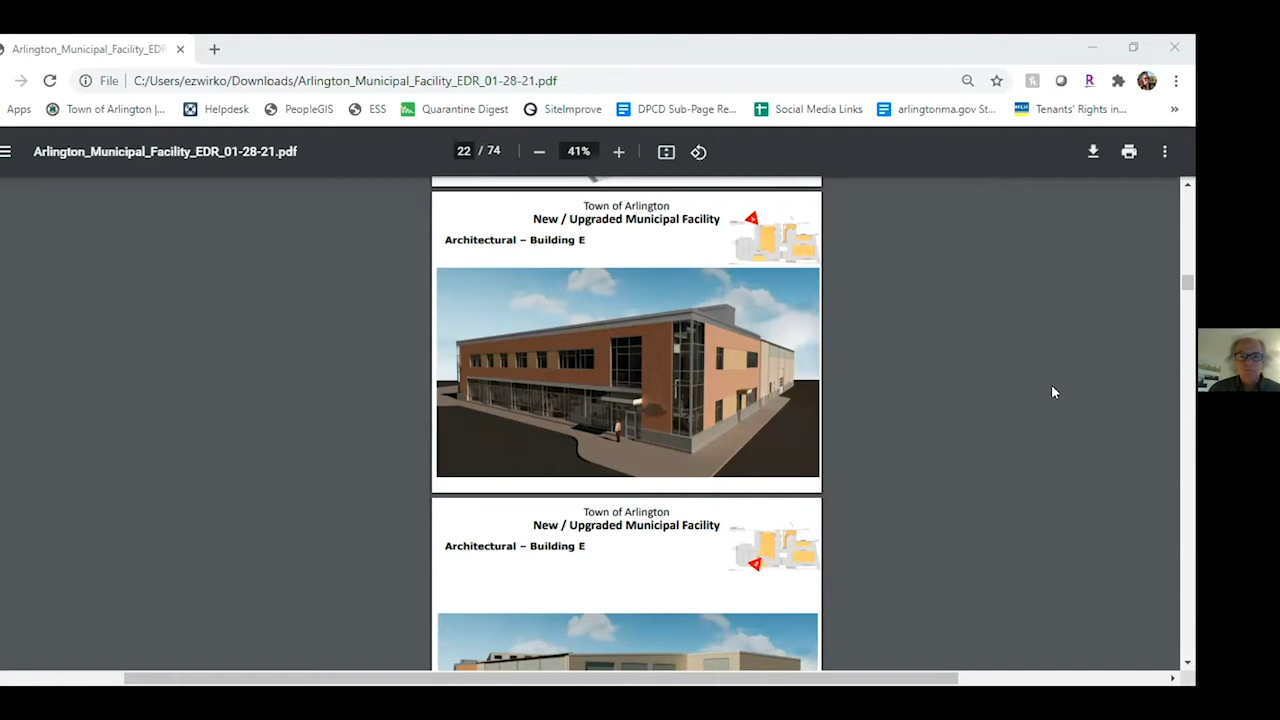 Arlington_Municipal_Facility_EDR
File
C:/Users/ezwirko/Downloads/Arlington_Municipal_Facility_EDR_01-28-21.pdf
R
Apps
Town of Arlington |...
Helpdesk
PeopleGIS
ESS
Quarantine Digest
SiteImprove
DPCD Sub-Page Re...
Social Media Links
arlingtonma.gov St...
Tenants' Rights in...
»
Arlington_Municipal_Facility_EDR_01-28-21.pdf
22 / 74
41%
Town of Arlington
New / Upgraded Municipal Facility
Architectural – Building E
Town of Arlington
New / Upgraded Municipal Facility
Architectural – Building E